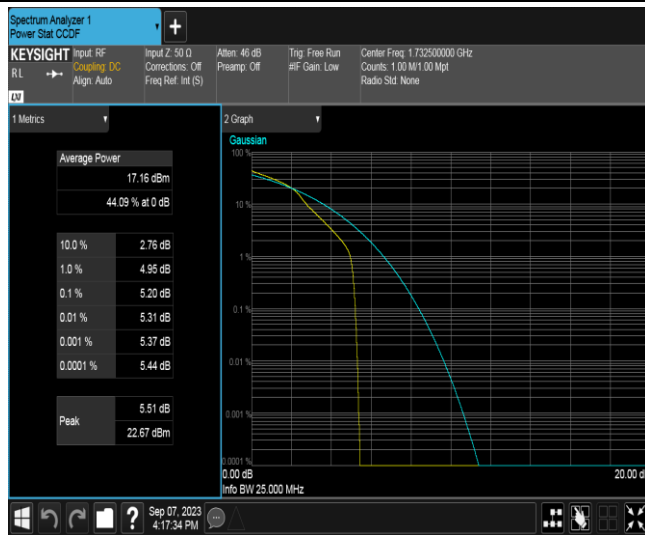 Spectrum Analyzer 1
Power Stat CCDF
+
KEYSIGHT
RL
Input: RF
Coupling: DC
Align: Auto
Input Z: 50 Ω
Corrections: Off
Freq Ref: Int (S)
Atten: 46 dB
Preamp: Off
Trig: Free Run
#IF Gain: Low
Center Freq: 1.732500000 GHz
Counts: 1.00 M/1.00 Mpt
Radio Std: None
1 Metrics
Average Power
17.16 dBm
44.09 % at 0 dB
10.0 % 2.76 dB
1.0 % 4.95 dB
0.1 % 5.20 dB
0.01 % 5.31 dB
0.001 % 5.37 dB
0.0001 % 5.44 dB
Peak
5.51 dB
22.67 dBm
2 Graph
Gaussian
100 %
10 %
1 %
0.1 %
0.01 %
0.001 %
0.0001 %
0.00 dB
20.00 d
Info BW 25.000 MHz
?
Sep 07, 2023
4:17:34 PM